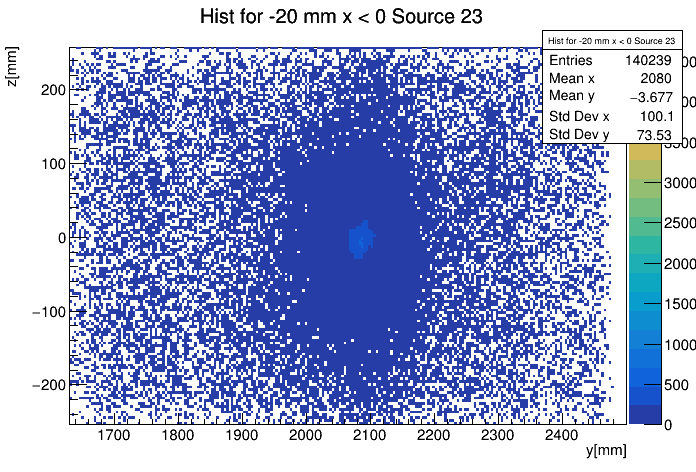 Hist for -20 mm x < 0 Source 23
z[mm]
Hist for -20 mm x < 0 Source 23
Entries 140239
Mean x 2080
Mean y −3.677
Std Dev x 100.1
Std Dev y 73.53
200
100
0
−100
−200
1700 1800 1900 2000 2100 2200 2300 2400
y[mm]
3000
2500
2000
1500
1000
500
0